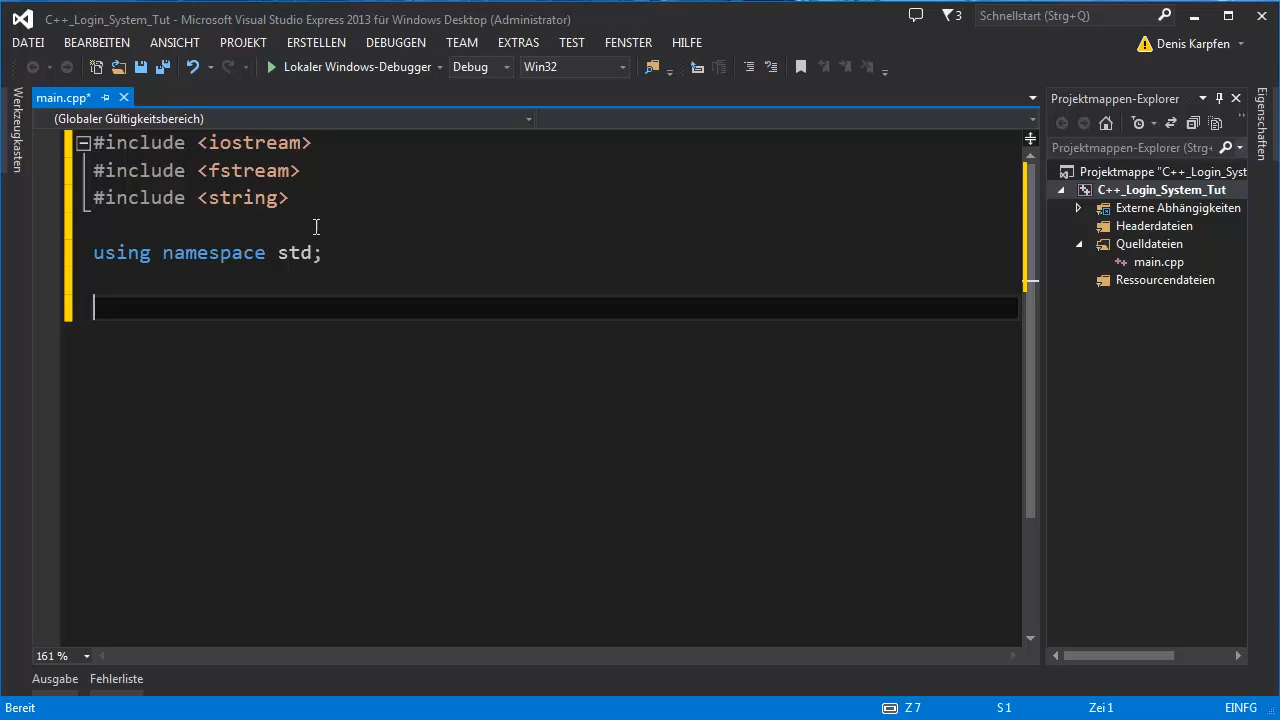 C++_Login_System_Tut - Microsoft Visual Studio Express 2013 für Windows Desktop (Administrator)
3
Schnellstart (Strg+Q)
DATEI BEARBEITEN ANSICHT PROJEKT ERSTELLEN DEBUGGEN TEAM EXTRAS TEST FENSTER HILFE
Denis Karpfen
Lokaler Windows-Debugger Debug Win32
Werkzeugkasten
main.cpp*
(Globaler Gültigkeitsbereich)
#include <iostream>
#include <fstream>
#include <string>
using namespace std;
161 %
Projektmappen-Explorer
Projektmappen-Explorer (Strg+
Projektmappe "C++_Login_Syst
C++_Login_System_Tut
Externe Abhängigkeiten
Headerdateien
Quelldateien
main.cpp
Ressourcendateien
Eigenschaften
Ausgabe Fehlerliste
Bereit Z 7 S 1 Zei 1 EINFG